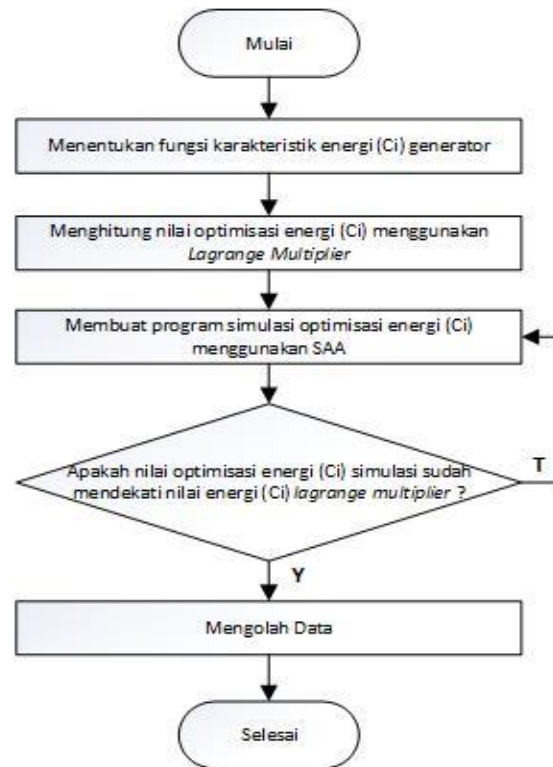 Mulai
Menentukan fungsi karakteristik energi (Ci) generator
Menghitung nilai optimisasi energi (Ci) menggunakan
Lagrange Multiplier
Membuat program simulasi optimisasi energi (Ci)
menggunakan SAA
Apakah nilai optimisasi energi (Ci) simulasi sudah
mendekati nilai energi (Ci) lagrange multiplier ?
T
Y
Mengolah Data
Selesai